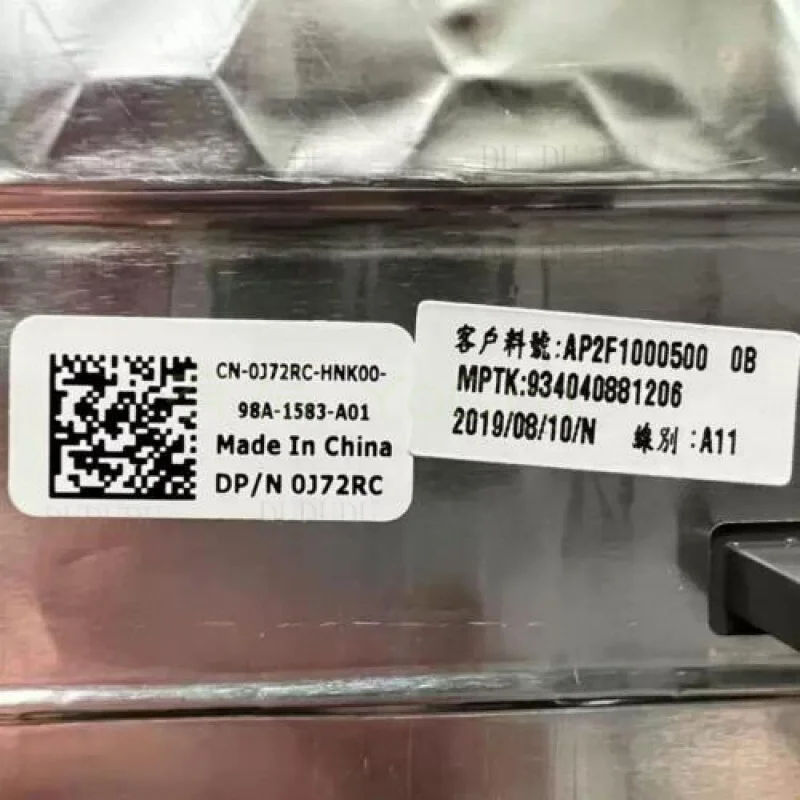 CN-0J72RC-HNK00-
98A-1583-A01
Made In China
DP/N 0J72RC
客户料號:AP2F1000500 0B
MPTK:934040881206
2019/08/10/N 線別:A11